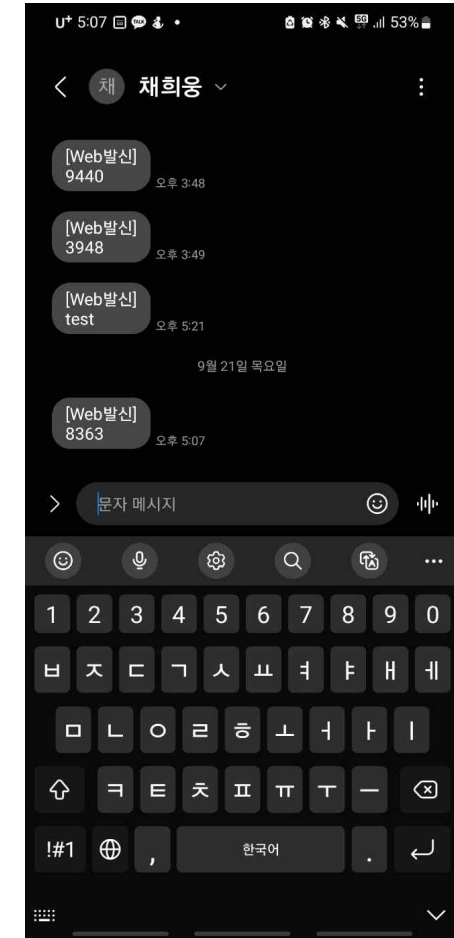 U+ 5:07 53%
채 채희웅
[Web발신]
9440
오후 3:48
[Web발신]
3948
오후 3:49
[Web발신]
test
오후 5:21
9월 21일 목요일
[Web발신]
8363
오후 5:07
문자 메시지
1 2 3 4 5 6 7 8 9 0
ㅂ ㅈ ㄷ ㄱ ㅅ ㅛ ㅕ ㅑ ㅐ ㅔ
ㅁ ㄴ ㅇ ㄹ ㅎ ㅗ ㅓ ㅏ ㅣ
ㅋ ㅌ ㅊ ㅍ ㅠ ㅜ ㅡ
!#1 , 한국어 .